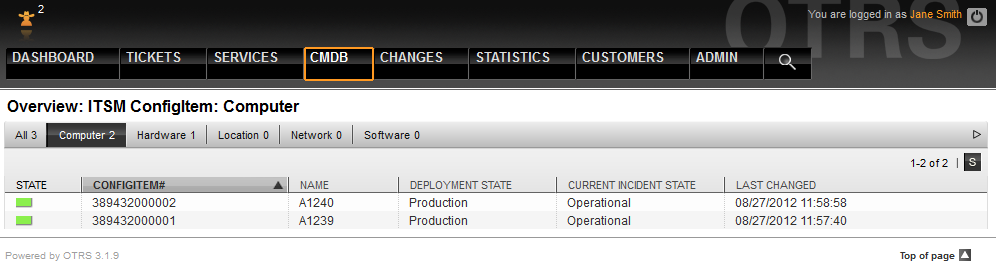 2
You are logged in as Jane Smith
OTRS
DASHBOARD TICKETS SERVICES CMDB CHANGES STATISTICS CUSTOMERS ADMIN
Overview: ITSM ConfigItem: Computer
All 3 Computer 2 Hardware 1 Location 0 Network 0 Software 0
1-2 of 2 | S
STATE CONFIGITEM# NAME DEPLOYMENT STATE CURRENT INCIDENT STATE LAST CHANGED
389432000002 A1240 Production Operational 08/27/2012 11:58:58
389432000001 A1239 Production Operational 08/27/2012 11:57:40
Powered by OTRS 3.1.9 Top of page